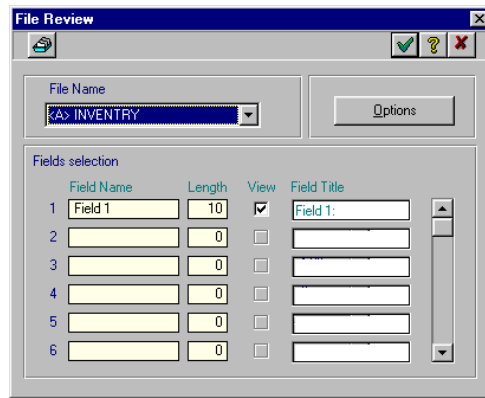 File Review
File Name
<A> INVENTRY
Options
Fields selection
Field Name Length View Field Title
1 Field 1 10 Field 1:
2 0
3 0
4 0
5 0
6 0